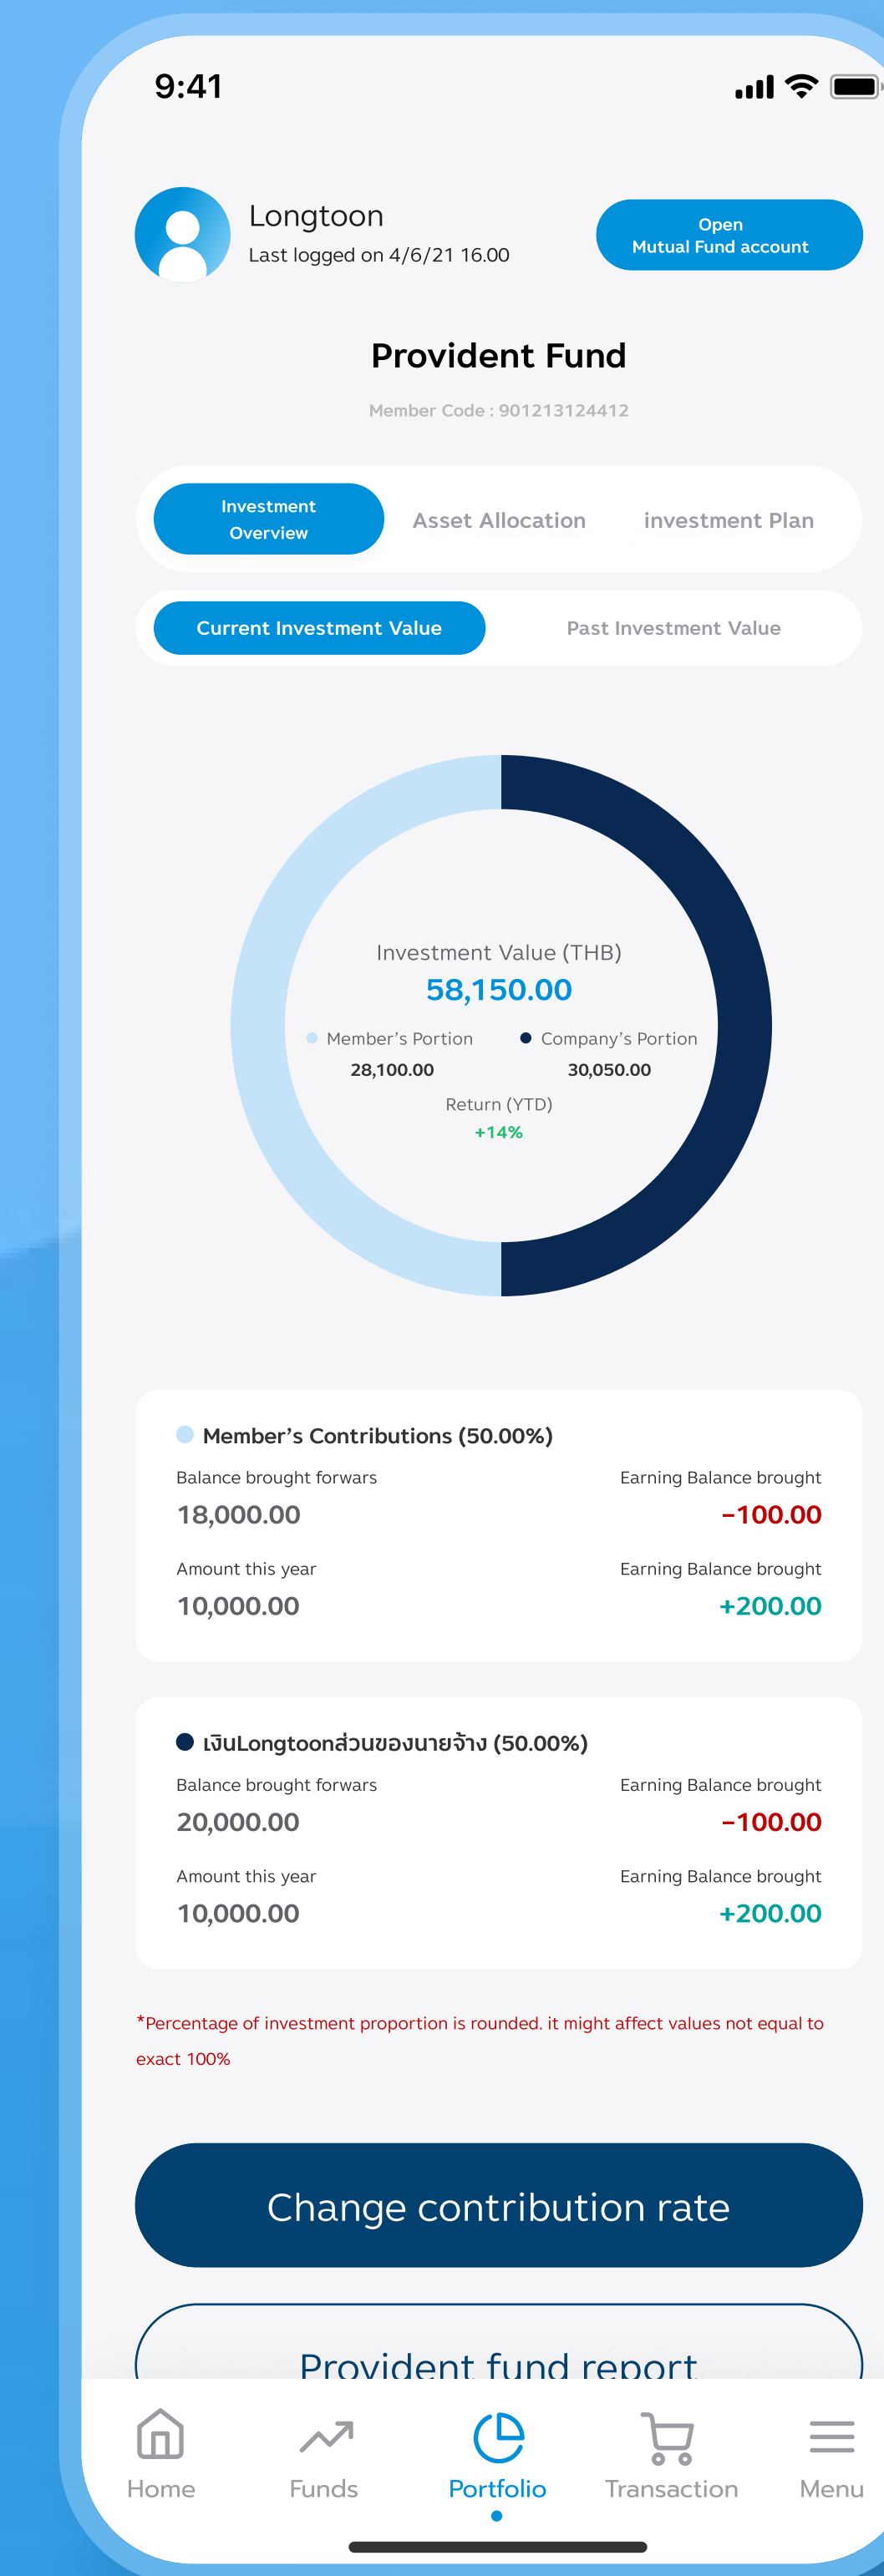 9:41
Longtoon
Last logged on 4/6/21 16.00
Open
Mutual Fund account
Provident Fund
Member Code : 901213124412
Investment
Overview
Asset Allocation
investment Plan
Current Investment Value
Past Investment Value
Investment Value (THB)
58,150.00
Member’s Portion
Company’s Portion
28,100.00
30,050.00
Return (YTD)
+14%
Member’s Contributions (50.00%)
Balance brought forwars
Earning Balance brought
18,000.00
-100.00
Amount this year
Earning Balance brought
10,000.00
+200.00
เงินLongtoonส่วนของนายจ้าง (50.00%)
Balance brought forwars
Earning Balance brought
20,000.00
-100.00
Amount this year
Earning Balance brought
10,000.00
+200.00
*Percentage of investment proportion is rounded. it might affect values not equal to
exact 100%
Change contribution rate
Provident fund report
Home
Funds
Portfolio
Transaction
Menu